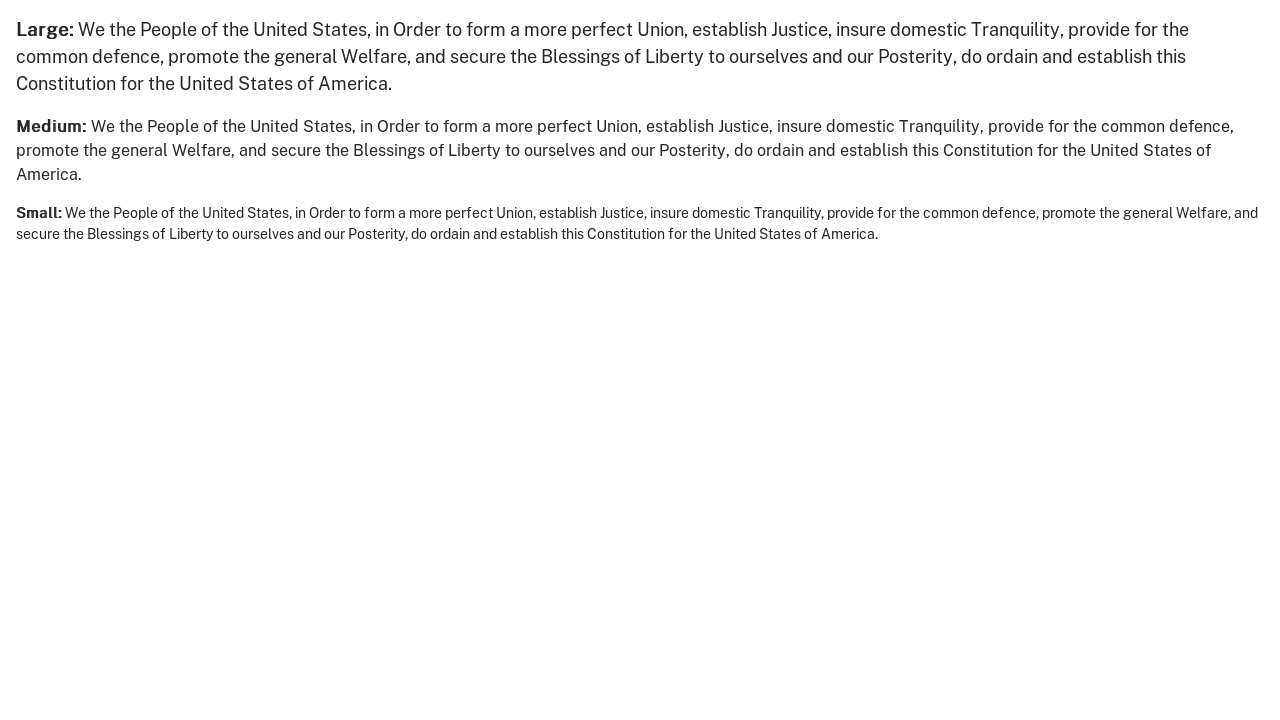 Large: We the People of the United States, in Order to form a more perfect Union, establish Justice, insure domestic Tranquility, provide for the
common defence, promote the general Welfare, and secure the Blessings of Liberty to ourselves and our Posterity, do ordain and establish this
Constitution for the United States of America.
Medium: We the People of the United States, in Order to form a more perfect Union, establish Justice, insure domestic Tranquility, provide for the common defence,
promote the general Welfare, and secure the Blessings of Liberty to ourselves and our Posterity, do ordain and establish this Constitution for the United States of
America.
Small: We the People of the United States, in Order to form a more perfect Union, establish Justice, insure domestic Tranquility, provide for the common defence, promote the general Welfare, and
secure the Blessings of Liberty to ourselves and our Posterity, do ordain and establish this Constitution for the United States of America.